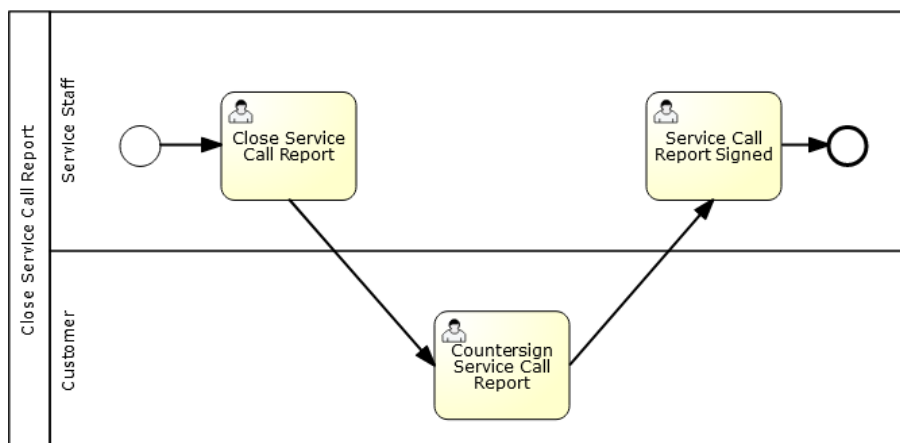 Close Service Call Report
Service Staff
Close Service
Call Report
Service Call
Report Signed
Customer
Countersign
Service Call
Report